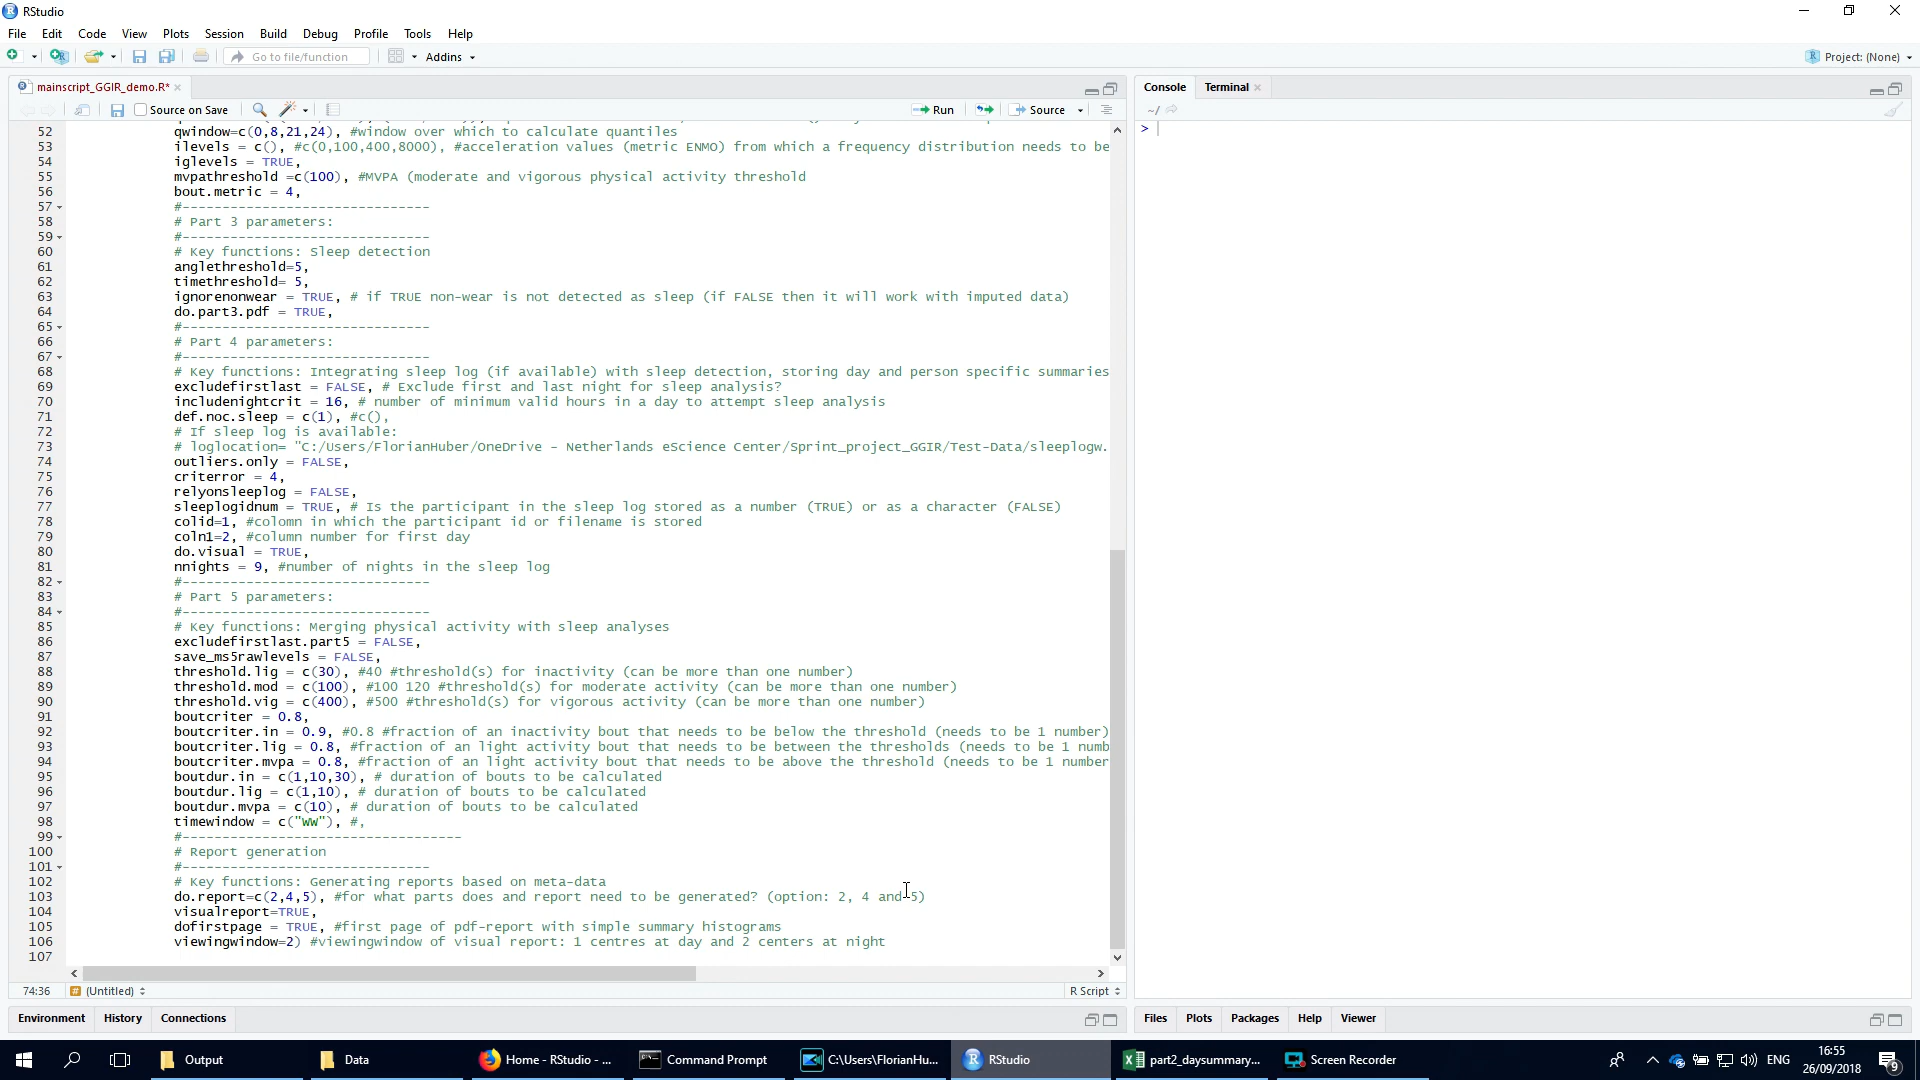 RStudio
File Edit Code View Plots Session Build Debug Profile Tools Help
Go to file/function Addins Project: (None)
mainscript_GGIR_demo.R*
Source on Save Run Source
52 qwindow=c(0,8,21,24), #window over which to calculate quantiles
53 ilevels = c(), #c(0,100,400,8000), #acceleration values (metric ENMO) from which a frequency distribution needs to be
54 iglevels = TRUE,
55 mvpathreshold =c(100), #MVPA (moderate and vigorous physical activity threshold
56 bout.metric = 4,
57 #-------------------------------
58 # Part 3 parameters:
59 #-------------------------------
60 # Key functions: Sleep detection
61 anglethreshold=5,
62 timethreshold= 5,
63 ignorenonwear = TRUE, # if TRUE non-wear is not detected as sleep (if FALSE then it will work with imputed data)
64 do.part3.pdf = TRUE,
65 #-------------------------------
66 # Part 4 parameters:
67 #-------------------------------
68 # Key functions: Integrating sleep log (if available) with sleep detection, storing day and person specific summaries
69 excludefirstlast = FALSE, # Exclude first and last night for sleep analysis?
70 includenightcrit = 16, # number of minimum valid hours in a day to attempt sleep analysis
71 def.noc.sleep = c(1), #c(),
72 # If sleep log is available:
73 # loglocation= "C:/Users/FlorianHuber/OneDrive - Netherlands eScience Center/Sprint_project_GGIR/Test-Data/sleeplogw.
74 outliers.only = FALSE,
75 criterror = 4,
76 relyonsleeplog = FALSE,
77 sleeplogidnum = TRUE, # Is the participant in the sleep log stored as a number (TRUE) or as a character (FALSE)
78 colid=1, #colomn in which the participant id or filename is stored
79 coln1=2, #column number for first day
80 do.visual = TRUE,
81 nnights = 9, #number of nights in the sleep log
82 #-------------------------------
83 # Part 5 parameters:
84 #-------------------------------
85 # Key functions: Merging physical activity with sleep analyses
86 excludefirstlast.part5 = FALSE,
87 save_ms5rawlevels = FALSE,
88 threshold.lig = c(30), #40 #threshold(s) for inactivity (can be more than one number)
89 threshold.mod = c(100), #100 120 #threshold(s) for moderate activity (can be more than one number)
90 threshold.vig = c(400), #500 #threshold(s) for vigorous activity (can be more than one number)
91 boutcriter = 0.8,
92 boutcriter.in = 0.9, #0.8 #fraction of an inactivity bout that needs to be below the threshold (needs to be 1 number)
93 boutcriter.lig = 0.8, #fraction of an light activity bout that needs to be between the thresholds (needs to be 1 numb
94 boutcriter.mvpa = 0.8, #fraction of an light activity bout that needs to be above the threshold (needs to be 1 number
95 boutdur.in = c(1,10,30), # duration of bouts to be calculated
96 boutdur.lig = c(1,10), # duration of bouts to be calculated
97 boutdur.mvpa = c(10), # duration of bouts to be calculated
98 timewindow = c("WW"), #,
99 #-----------------------------------
100 # Report generation
101 #-------------------------------
102 # Key functions: Generating reports based on meta-data
103 do.report=c(2,4,5), #for what parts does and report need to be generated? (option: 2, 4 and 5)
104 visualreport=TRUE,
105 dofirstpage = TRUE, #first page of pdf-report with simple summary histograms
106 viewingwindow=2) #viewingwindow of visual report: 1 centres at day and 2 centers at night
107
74:36 (Untitled) R Script
Environment History Connections
Console Terminal
~/
>
Files Plots Packages Help Viewer
Output Data Home - RStudio - ... Command Prompt C:\Users\FlorianHu... RStudio part2_daysummary... Screen Recorder ENG 16:55
26/09/2018 9